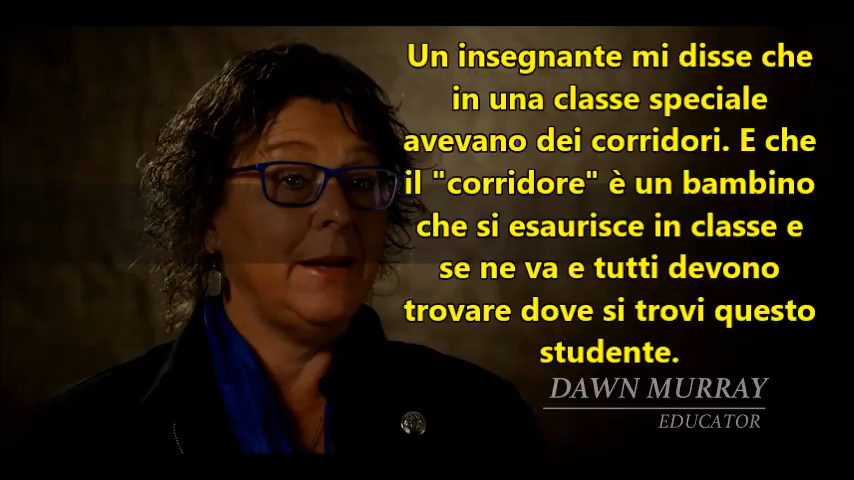 Un insegnante mi disse che
in una classe speciale
avevano dei corridori. E che
il "corridore" è un bambino
che si esaurisce in classe e
se ne va e tutti devono
trovare dove si trovi questo
studente.
DAWN MURRAY
EDUCATOR